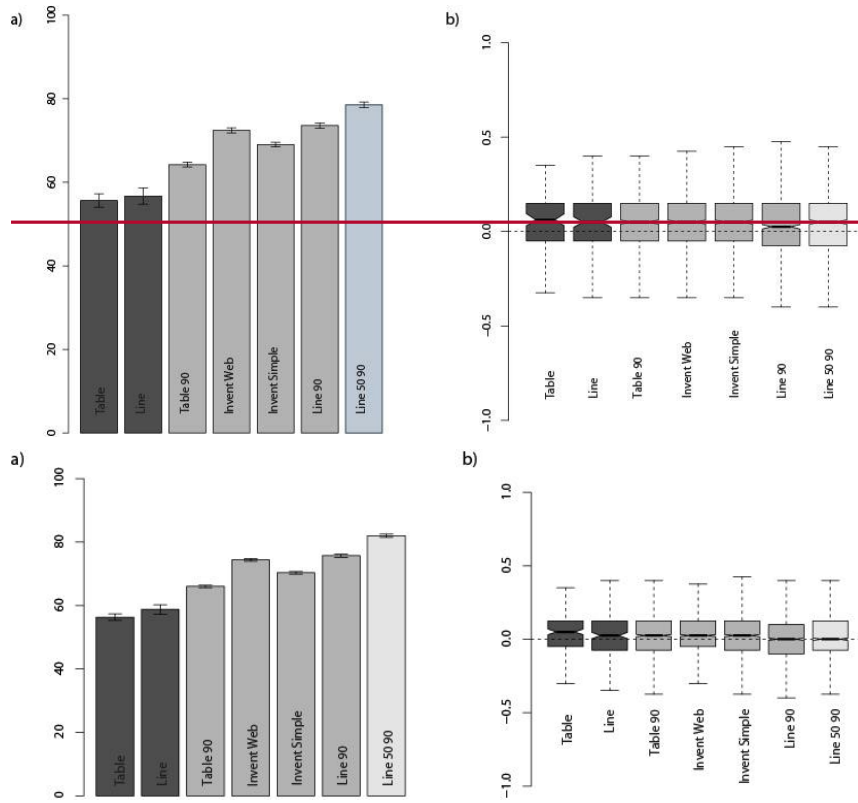 a)
100
80
60
40
20
0
Table
Line
Table 90
Invent Web
Invent Simple
Line 90
Line 50 90
b)
1.0
0.5
0.0
−0.5
−1.0
Table
Line
Table 90
Invent Web
Invent Simple
Line 90
Line 50 90
a)
100
80
60
40
20
0
Table
Line
Table 90
Invent Web
Invent Simple
Line 90
Line 50 90
b)
1.0
0.5
0.0
−0.5
−1.0
Table
Line
Table 90
Invent Web
Invent Simple
Line 90
Line 50 90